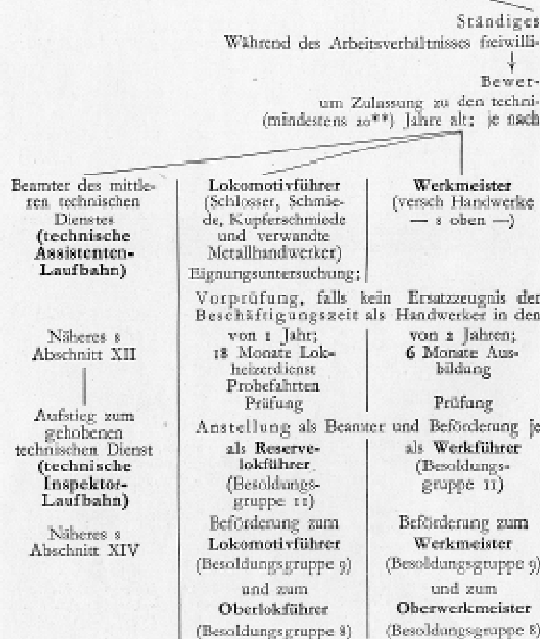 Ständiges
Während des Arbeitsverhältnisses freiwilli-
Bewer-
um Zulassung zu den techni-
(mindestens 20**) Jahre alt: je nach
Beamter des mittle-
ren technischen
Dienstes
(technische
Assistenten-
Laufbahn)
Näheres s
Abschnitt XII
Aufstieg zum
gehobenen
technischen Dienst
(technische
Inspektor-
Laufbahn)
Näheres s
Abschnitt XIV
Lokomotivführer
(Schlosser, Schmie-
de, Kupferschmiede
und verwandte
Metallhandwerker)
Eignungsuntersuchung;
Werkmeister
(versch Handwerke
— s oben —)
Vorprüfung, falls kein Ersatzzeugnis der
Beschäftigungszeit als Handwerker in den
von 1 Jahr;
18 Monate Lok-
heizerdienst
Probefahrten
Prüfung
von 2 Jahren;
6 Monate Aus-
bildung
Prüfung
Anstellung als Beamter und Beförderung je
als Reserve-
lokführer
(Besoldungs-
gruppe 11)
Beförderung zum
Lokomotivführer
(Besoldungsgruppe 9)
und zum
Oberlokführer
(Besoldungsgruppe 8)
als Werkführer
(Besoldungs-
gruppe 11)
Beförderung zum
Werkmeister
(Besoldungsgruppe 9)
und zum
Oberwerkmeister
(Besoldungsgruppe 8)